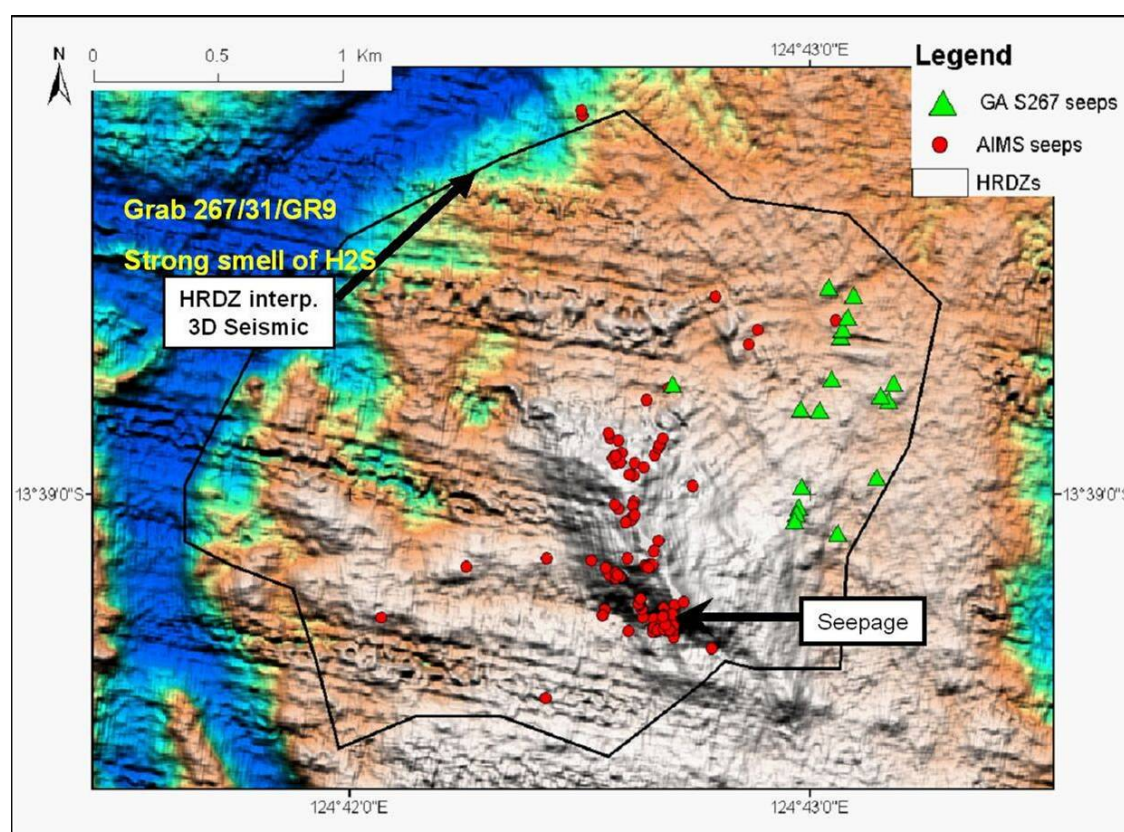 N
0 0.5 1 Km
124°43'0"E
Legend
GA S267 seeps
AIMS seeps
HRDZs
Grab 267/31/GR9
Strong smell of H2S
HRDZ interp.
3D Seismic
13°39'0"S
13°39'0"S
Seepage
124°42'0"E
124°43'0"E